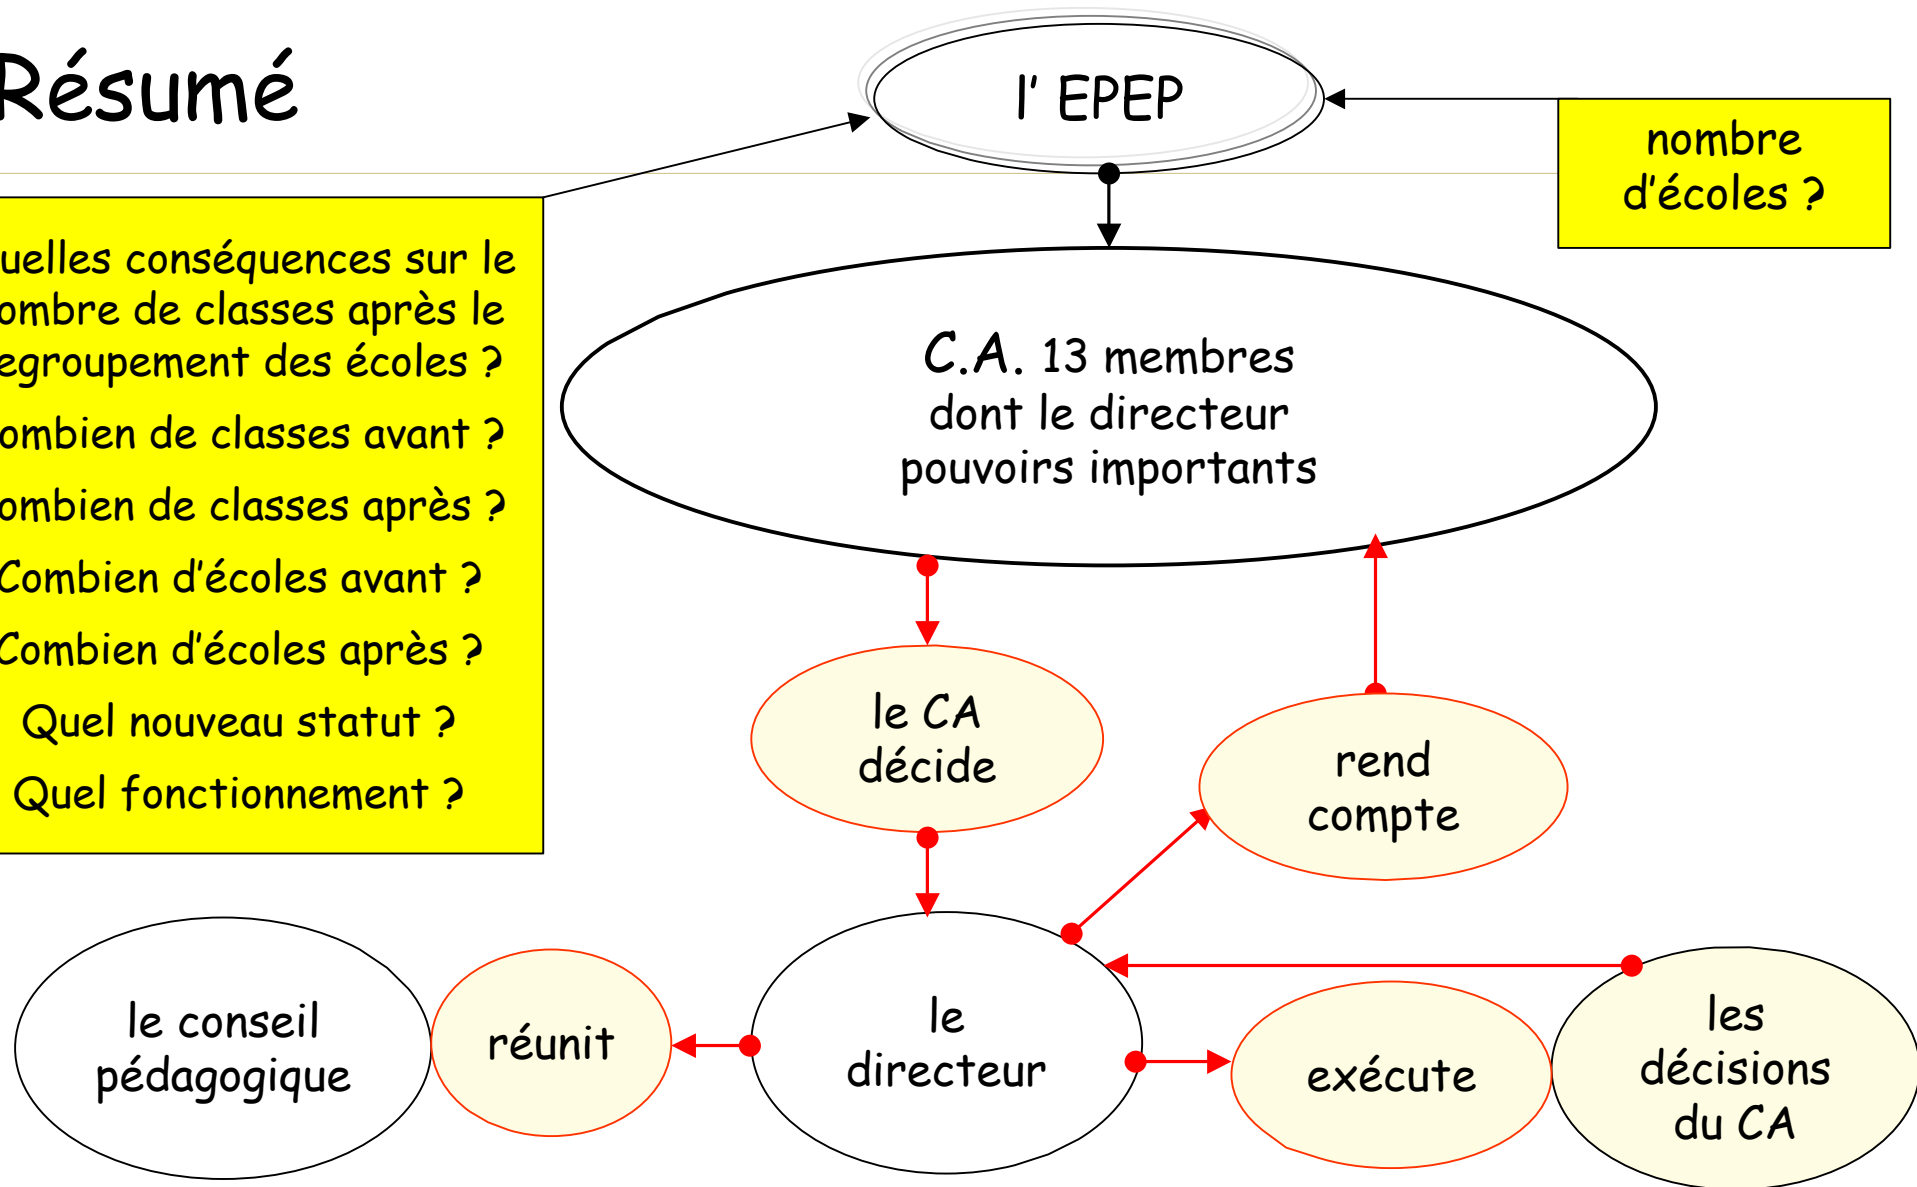 Résumé
l' EPEP
nombre
d'écoles ?
uelles conséquences sur le
ombre de classes après le
egroupement des écoles ?
ombien de classes avant ?
ombien de classes après ?
Combien d'écoles avant ?
Combien d'écoles après ?
Quel nouveau statut ?
Quel fonctionnement ?
C.A. 13 membres
dont le directeur
pouvoirs importants
le CA
décide
rend
compte
le conseil
pédagogique
réunit
le
directeur
exécute
les
décisions
du CA